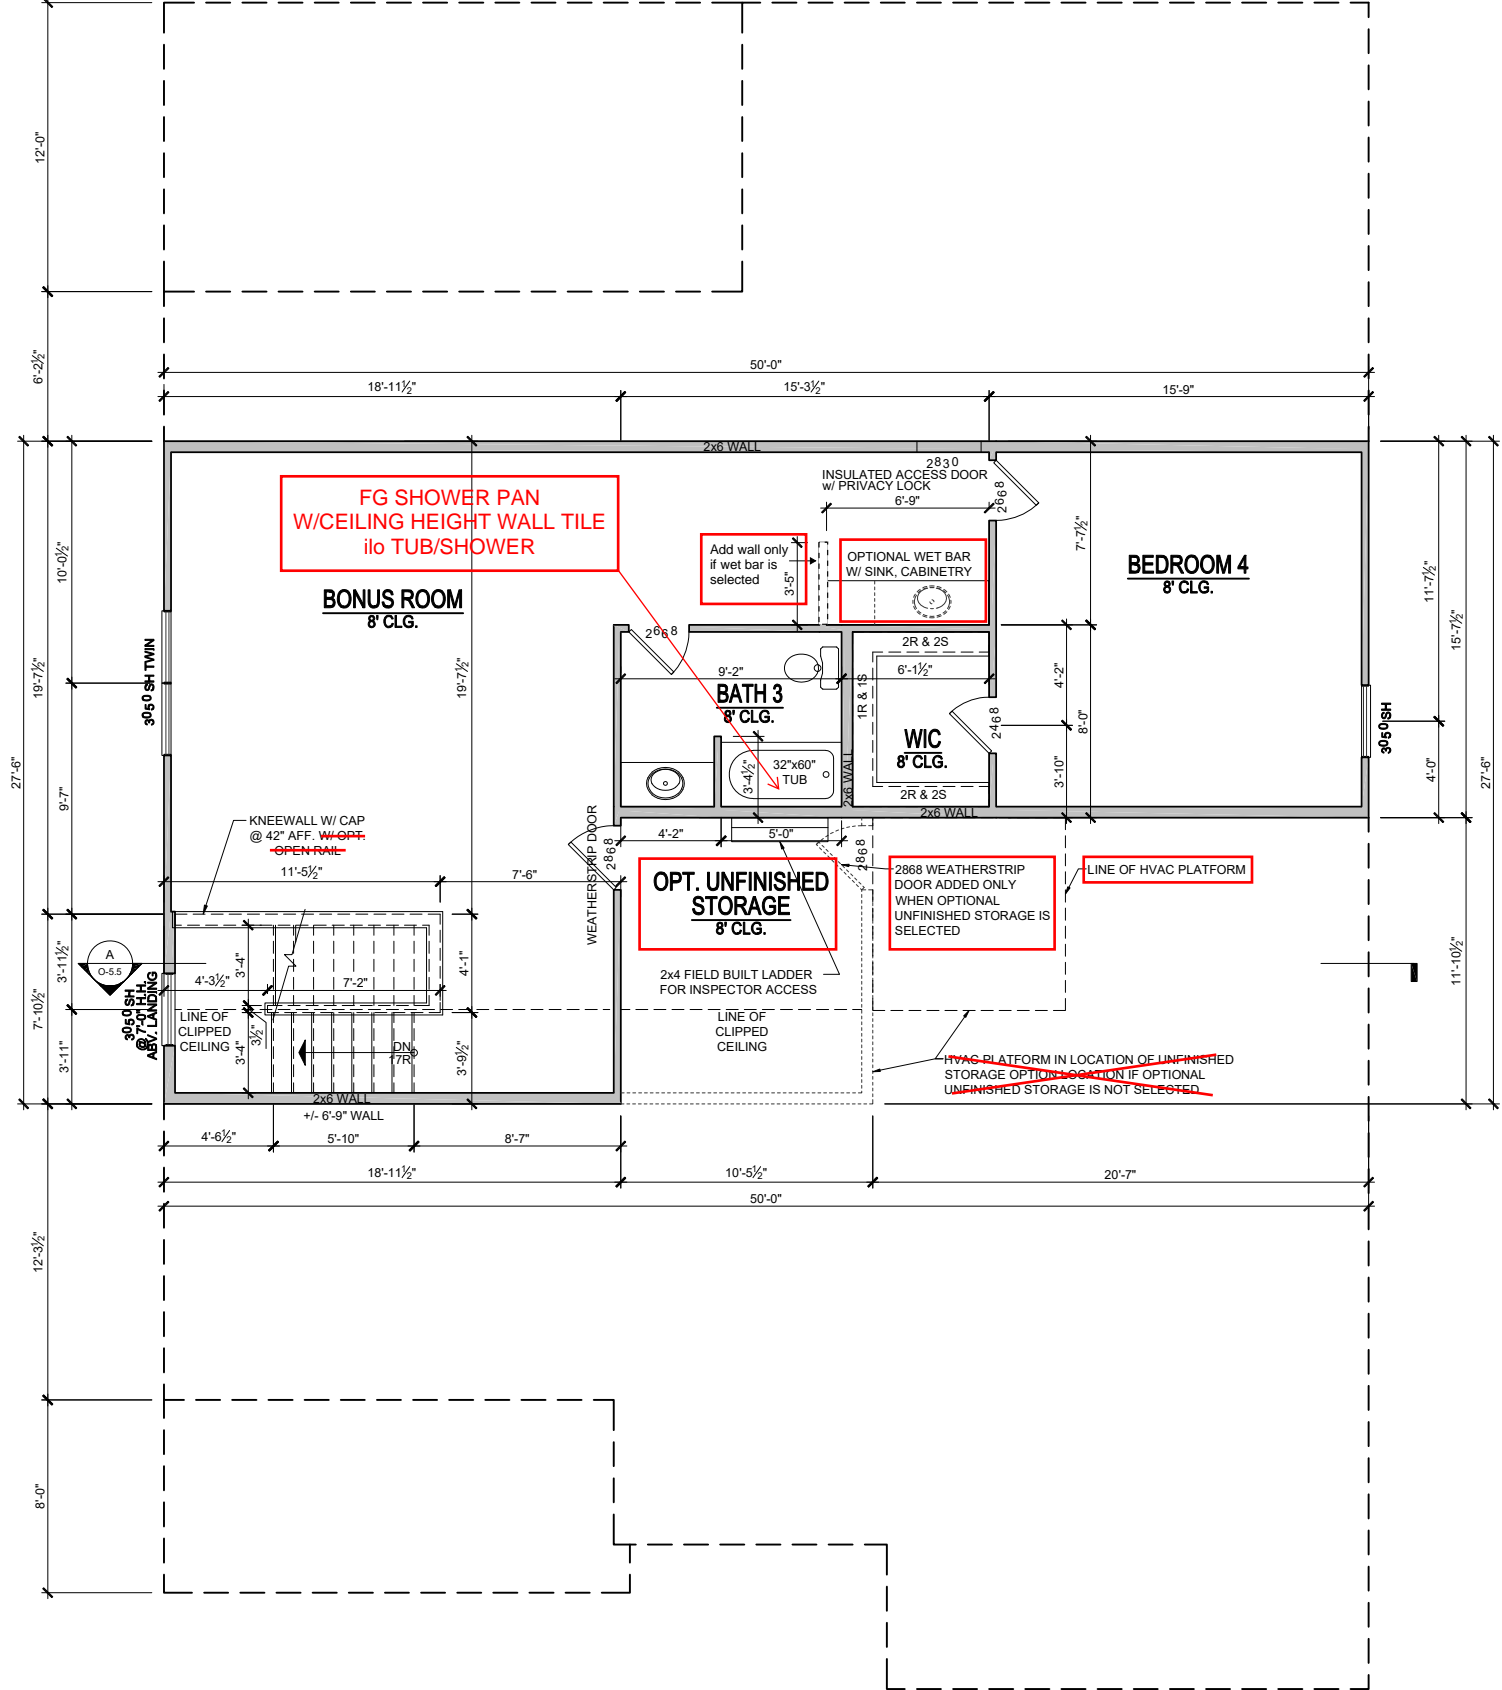 12'-0"
6'-2½"
50'-0"
18'-11½"
15'-3½"
15'-9"
2x6 WALL
2830
INSULATED ACCESS DOOR
w/ PRIVACY LOCK
6'-9"
2668
FG SHOWER PAN
W/CEILING HEIGHT WALL TILE
ilo TUB/SHOWER
Add wall only
if wet bar is
selected
3'-5"
OPTIONAL WET BAR
W/ SINK, CABINETRY
7'-7½"
BEDROOM 4
8' CLG.
BONUS ROOM
8' CLG.
10'-0½"
19'-7½"
19'-7½"
11'-7½"
15'-7½"
27'-6"
9'-7"
3050 SH TWIN
2668
9'-2"
BATH 3
8' CLG.
2R & 2S
6'-1½"
1R & 1S
WIC
8' CLG.
2R & 2S
2468
4'-2"
8'-0"
3'-10"
3050 SH
4'-0"
27'-6"
32"x60"
TUB
3'-4½"
2x6 WALL
2x6 WALL
KNEEWALL W/ CAP
@ 42" AFF. W/ OPT.
OPEN RAIL
11'-5½"
7'-6"
WEATHERSTRIP DOOR
2868
4'-2"
5'-0"
2868
OPT. UNFINISHED
STORAGE
8' CLG.
2868 WEATHERSTRIP
DOOR ADDED ONLY
WHEN OPTIONAL
UNFINISHED STORAGE IS
SELECTED
LINE OF HVAC PLATFORM
A
O-5.5
3'-11½"
7'-10½"
3'-11"
3050 SH
@ 7'-0" H.H.
ABV. LANDING
4'-3½"
3'-4"
7'-2"
4'-1"
2x4 FIELD BUILT LADDER
FOR INSPECTOR ACCESS
11'-10½"
LINE OF
CLIPPED
CEILING
3'-4"
3½"
DN
17R
3'-9½"
LINE OF
CLIPPED
CEILING
HVAC PLATFORM IN LOCATION OF UNFINISHED
STORAGE OPTION LOCATION IF OPTIONAL
UNFINISHED STORAGE IS NOT SELECTED
2x6 WALL
+/- 6'-9" WALL
4'-6½"
5'-10"
8'-7"
18'-11½"
10'-5½"
20'-7"
50'-0"
12'-3½"
8'-0"